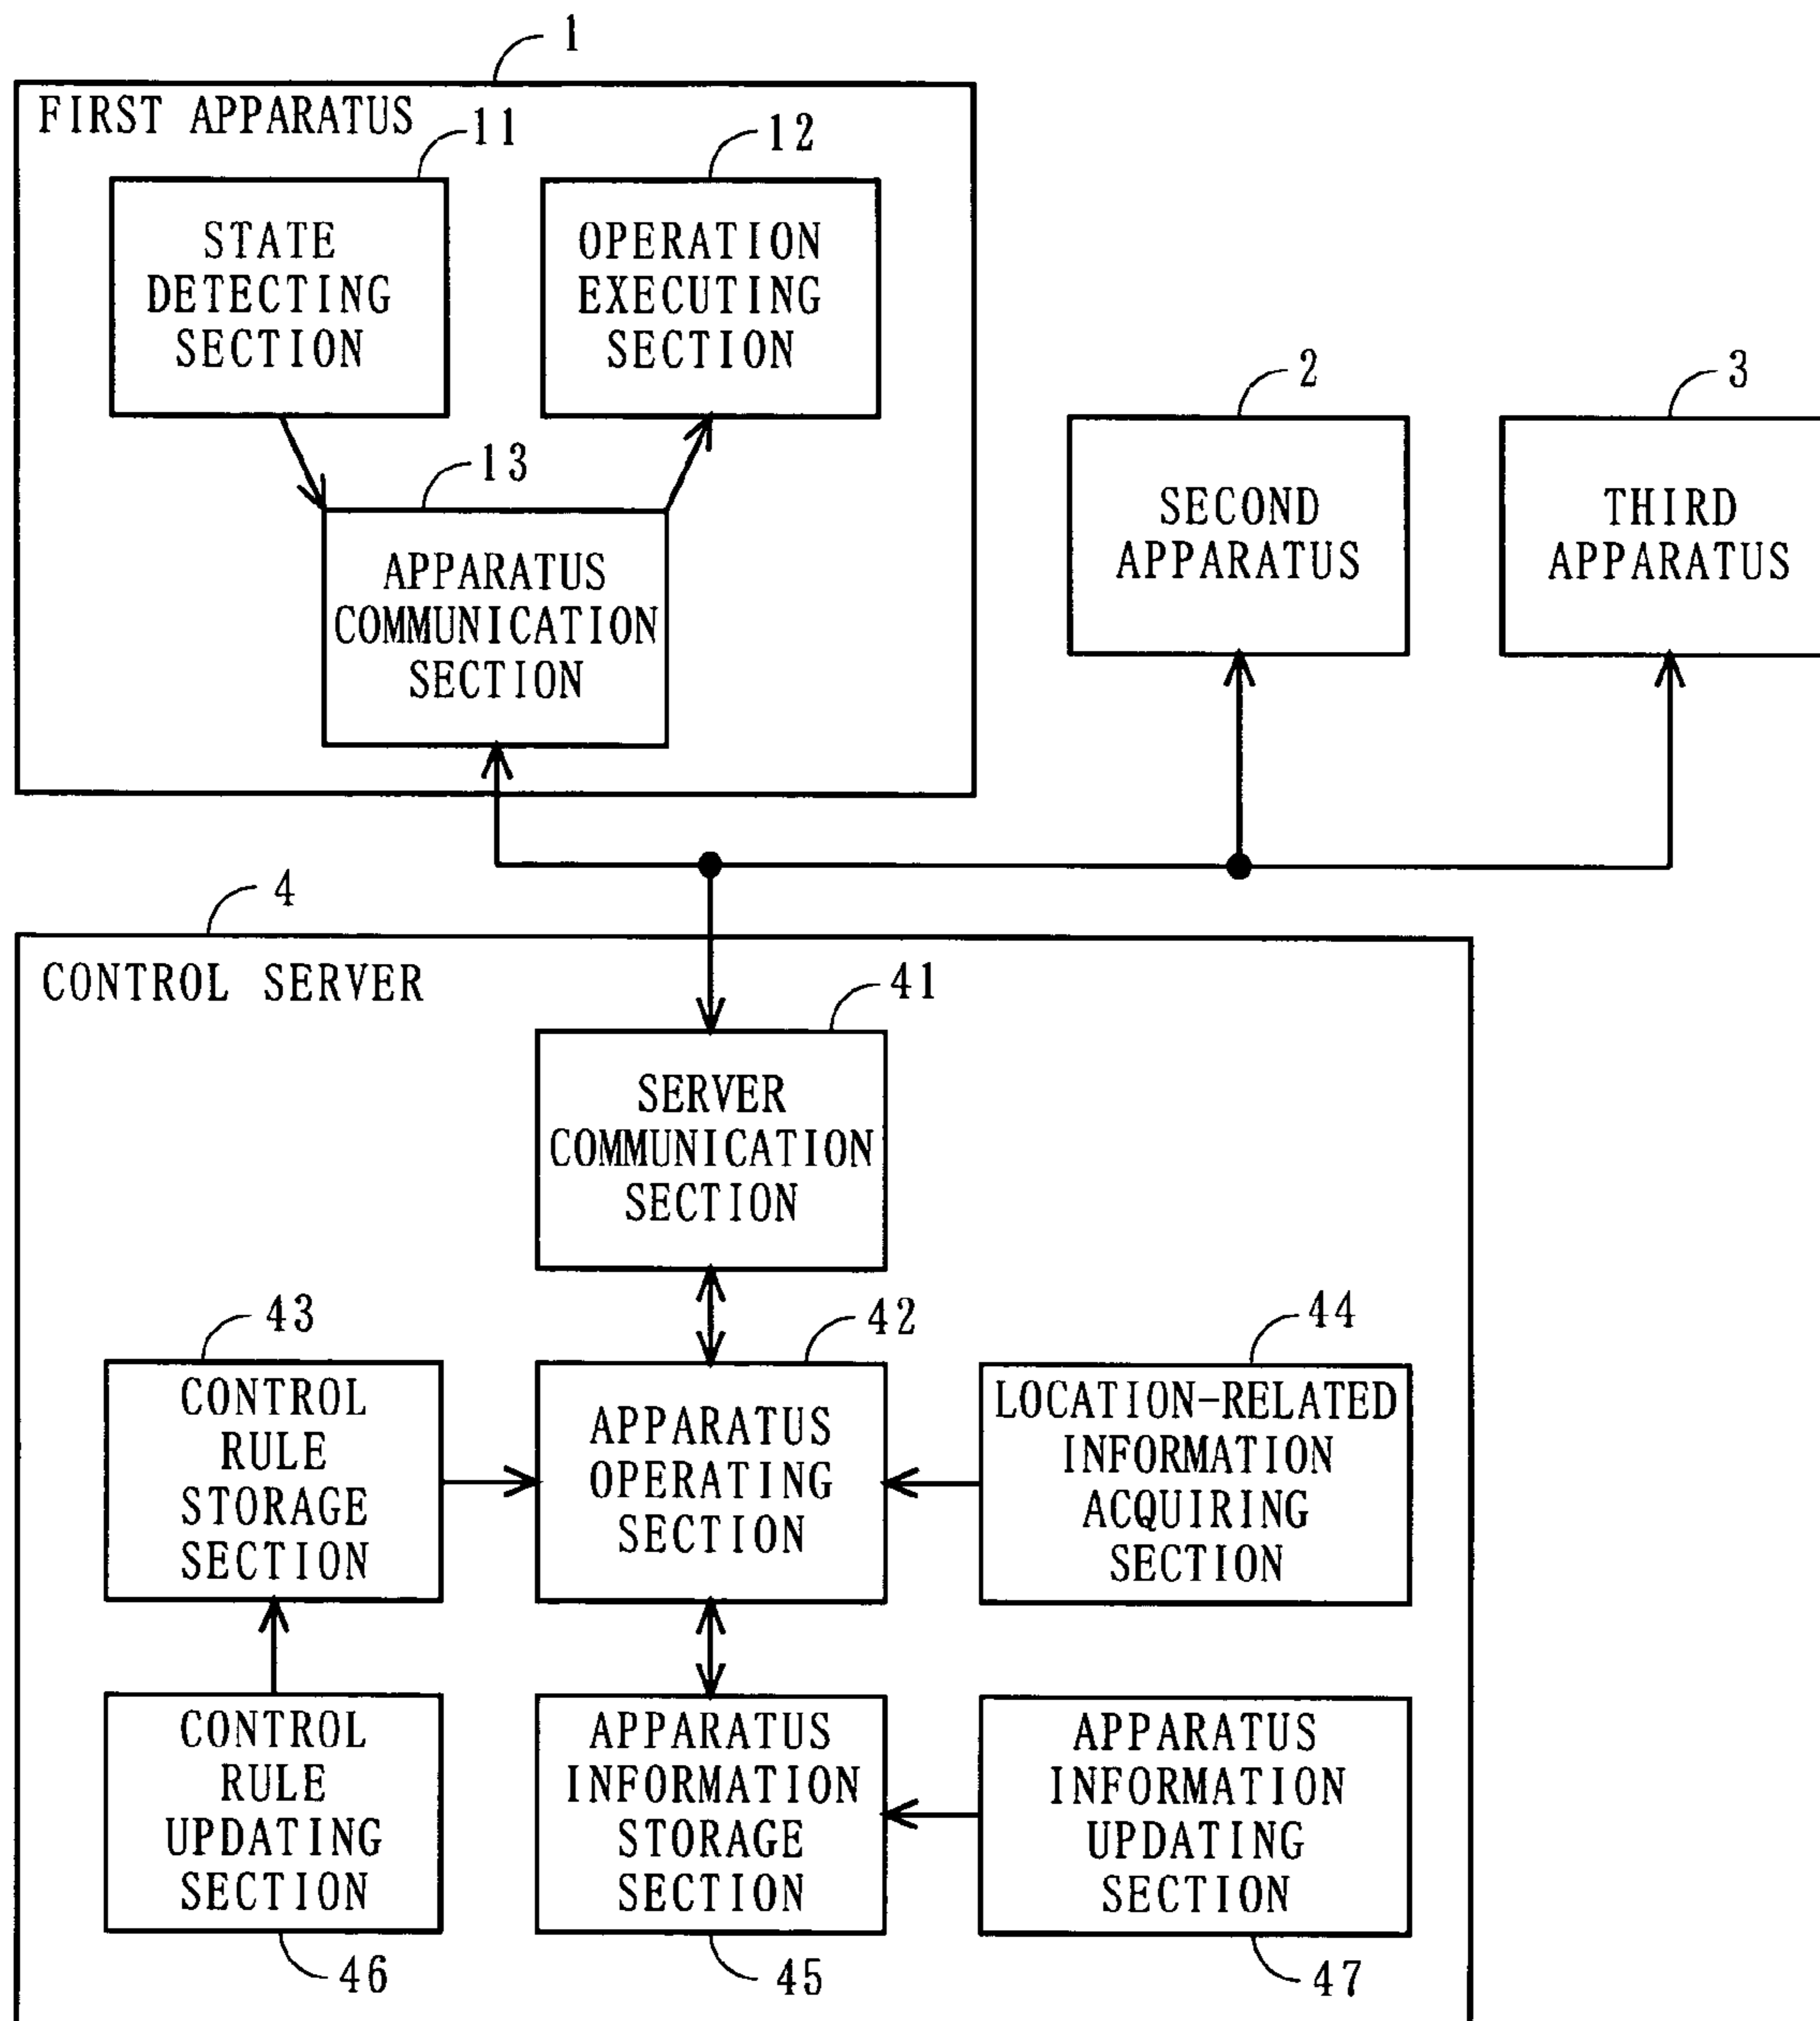 1
FIRST APPARATUS
11
12
STATE
DETECTING
SECTION
OPERATION
EXECUTING
SECTION
13
APPARATUS
COMMUNICATION
SECTION
2
3
SECOND
APPARATUS
THIRD
APPARATUS
4
CONTROL SERVER
41
SERVER
COMMUNICATION
SECTION
43
42
44
CONTROL
RULE
STORAGE
SECTION
APPARATUS
OPERATING
SECTION
LOCATION-RELATED
INFORMATION
ACQUIRING
SECTION
CONTROL
RULE
UPDATING
SECTION
APPARATUS
INFORMATION
STORAGE
SECTION
APPARATUS
INFORMATION
UPDATING
SECTION
46
45
47